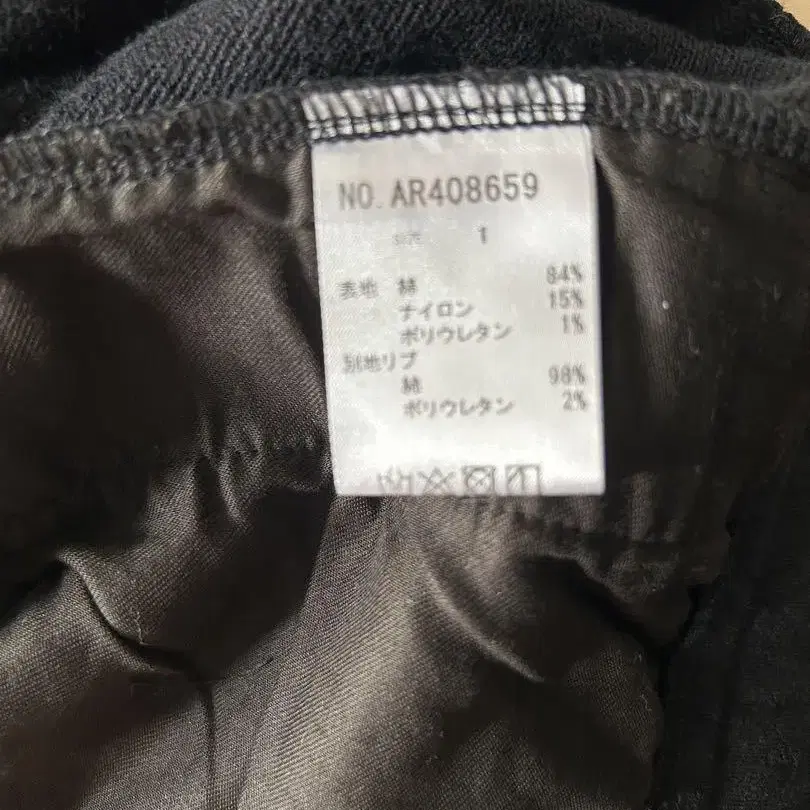 NO. AR408659
SIZE 1
表地 綿 84%
ナイロン 15%
ポリウレタン 1%
別地リブ
綿 98%
ポリウレタン 2%